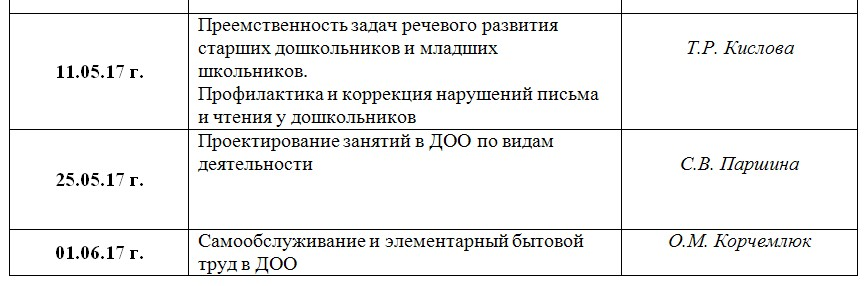 11.05.17 г.
Преемственность задач речевого развития
старших дошкольников и младших
школьников.
Профилактика и коррекция нарушений письма
и чтения у дошкольников
Т.Р. Кислова
25.05.17 г.
Проектирование занятий в ДОО по видам
деятельности
С.В. Паршина
01.06.17 г.
Самообслуживание и элементарный бытовой
труд в ДОО
О.М. Корчемлюк